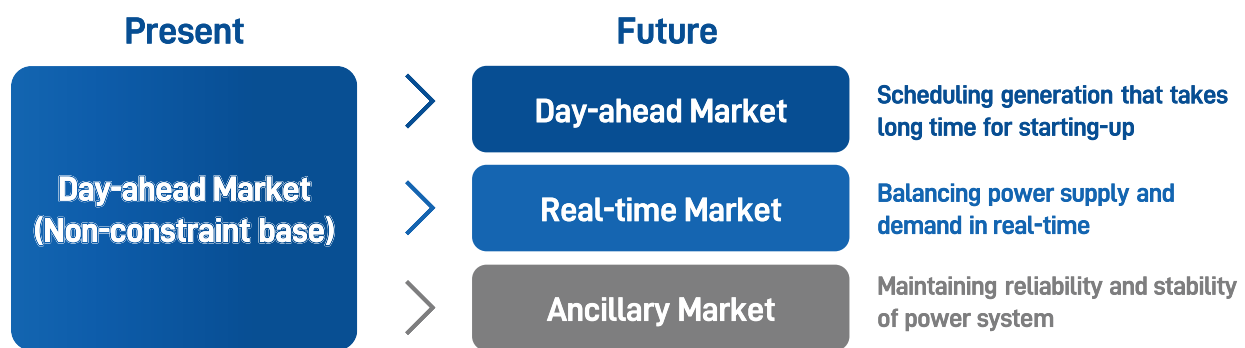 Present
Future
Day-ahead Market
(Non-constraint base)
Day-ahead Market
Scheduling generation that takes
long time for starting-up
Real-time Market
Balancing power supply and
demand in real-time
Ancillary Market
Maintaining reliability and stability
of power system